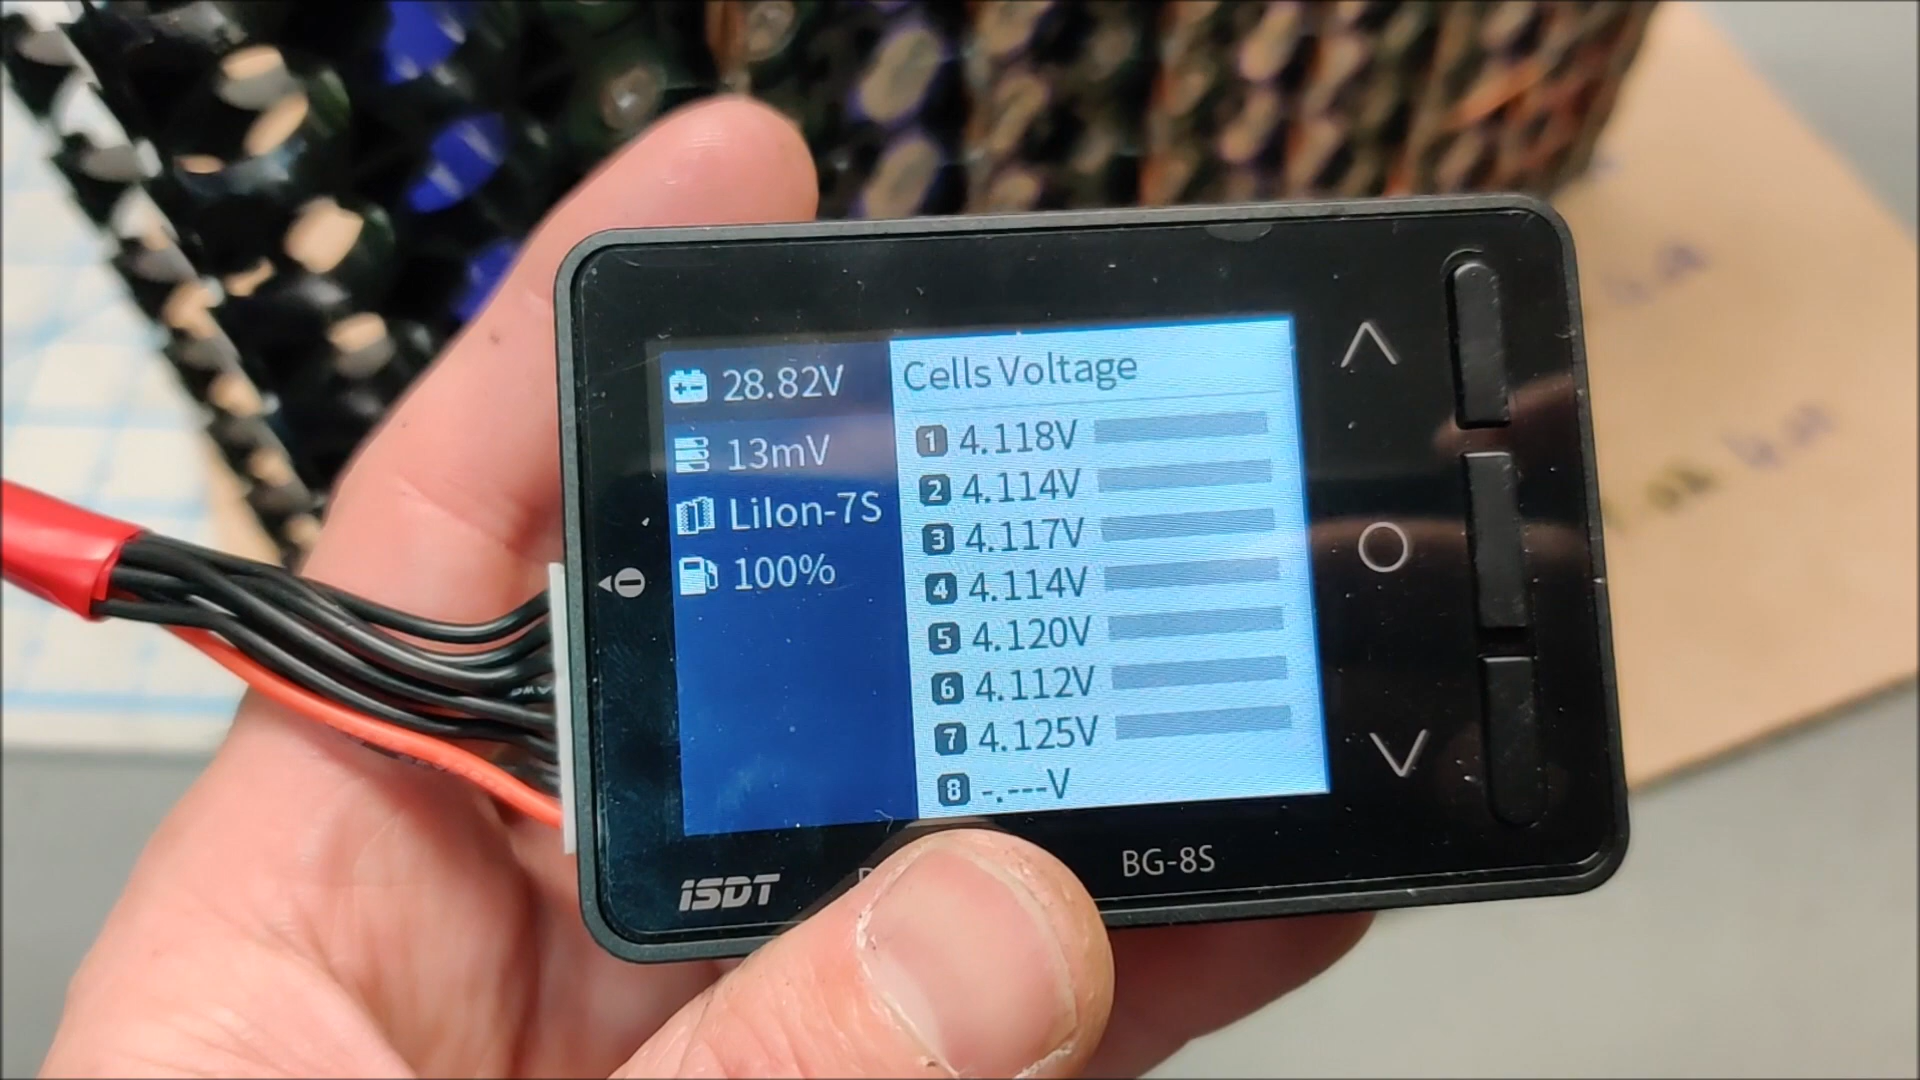 28.82V
13mV
LiIon-7S
100%
Cells Voltage
1 4.118V
2 4.114V
3 4.117V
4 4.114V
5 4.120V
6 4.112V
7 4.125V
8 -.---V
iSDT
BG-8S